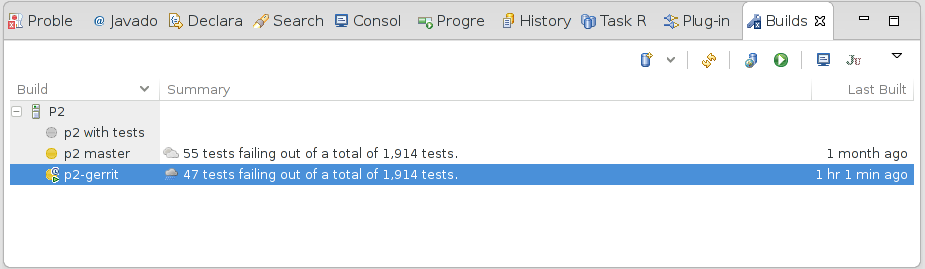 Proble @ Javado Declara Search Consol Progre History Task R Plug-in Builds
Build Summary Last Built
P2
p2 with tests
p2 master 55 tests failing out of a total of 1,914 tests. 1 month ago
p2-gerrit 47 tests failing out of a total of 1,914 tests. 1 hr 1 min ago